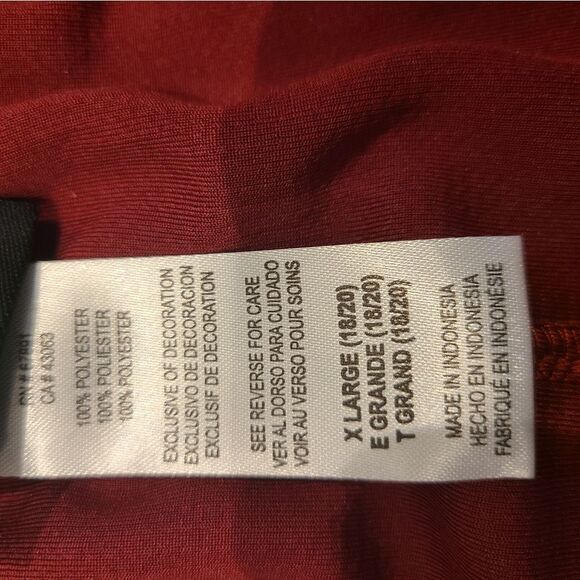 RN # 67891
CA # 43063
100% POLYESTER
100% POLIESTER
100% POLYESTER
EXCLUSIVE OF DECORATION
EXCLUSIVO DE DECORACION
EXCLUSIF DE DECORATION
SEE REVERSE FOR CARE
VER AL DORSO PARA CUIDADO
VOIR AU VERSO POUR SOINS
X LARGE (18/20)
E GRANDE (18/20)
T GRAND (18/20)
MADE IN INDONESIA
HECHO EN INDONESIA
FABRIQUÉ EN INDONÉSIE